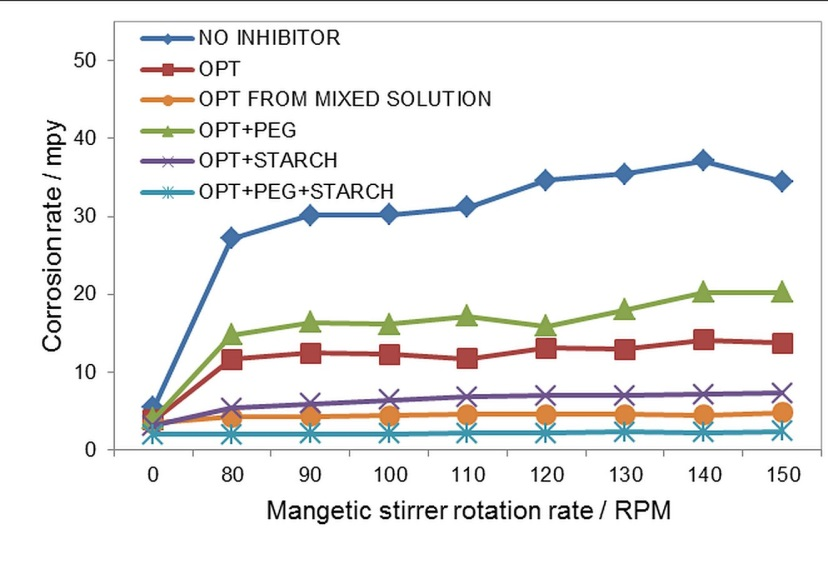 NO INHIBITOR
OPT
OPT FROM MIXED SOLUTION
OPT+PEG
OPT+STARCH
OPT+PEG+STARCH
50
40
30
20
10
0
Corrosion rate / mpy
0 80 90 100 110 120 130 140 150
Mangetic stirrer rotation rate / RPM